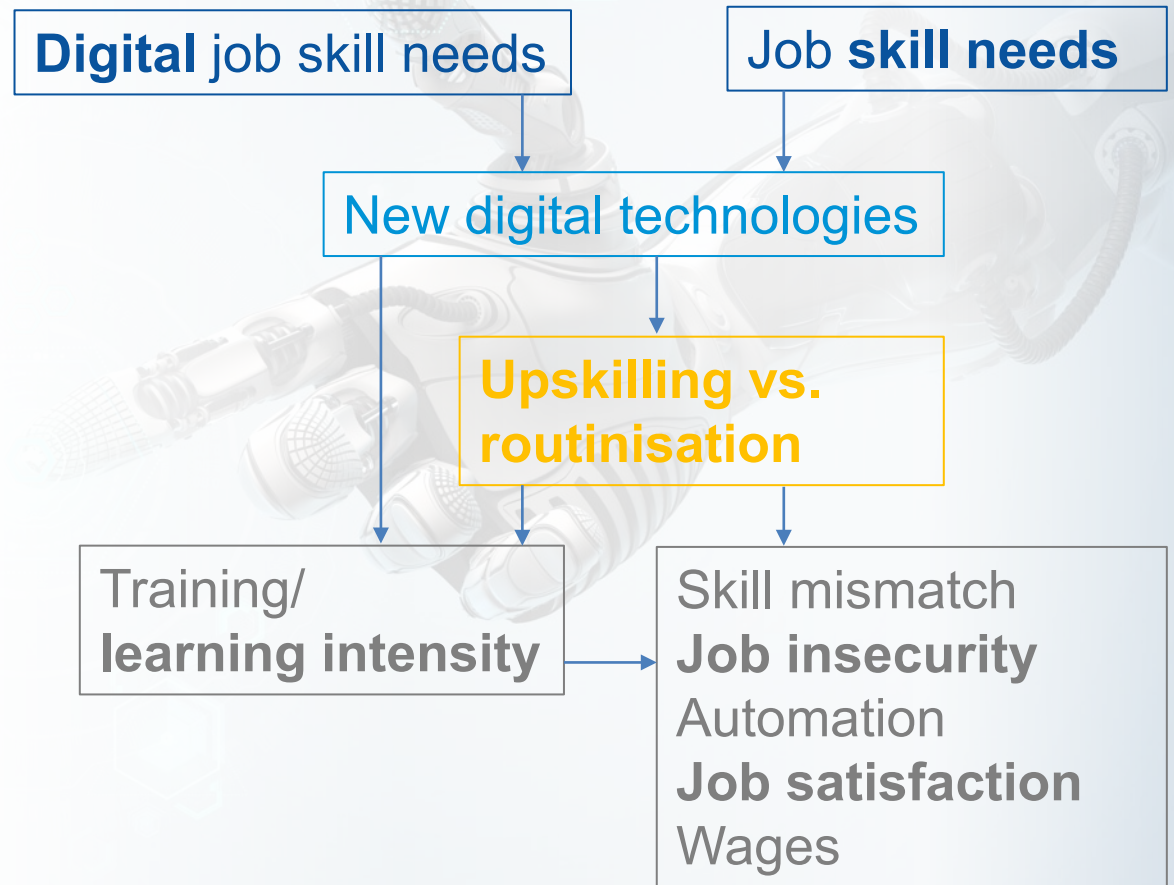 Digital job skill needs
Job skill needs
New digital technologies
Upskilling vs.
routinisation
Training/
learning intensity
Skill mismatch
Job insecurity
Automation
Job satisfaction
Wages